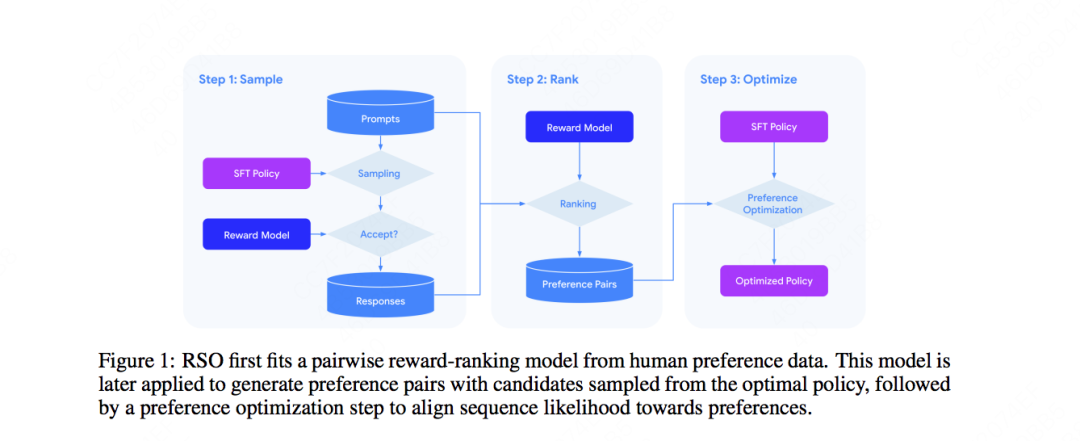 Step 1: Sample
Prompts
SFT Policy
Sampling
Reward Model
Accept?
Responses
Step 2: Rank
Reward Model
Ranking
Preference Pairs
Step 3: Optimize
SFT Policy
Preference
Optimization
Optimized Policy
Figure 1: RSO first fits a pairwise reward-ranking model from human preference data. This model is
later applied to generate preference pairs with candidates sampled from the optimal policy, followed
by a preference optimization step to align sequence likelihood towards preferences.